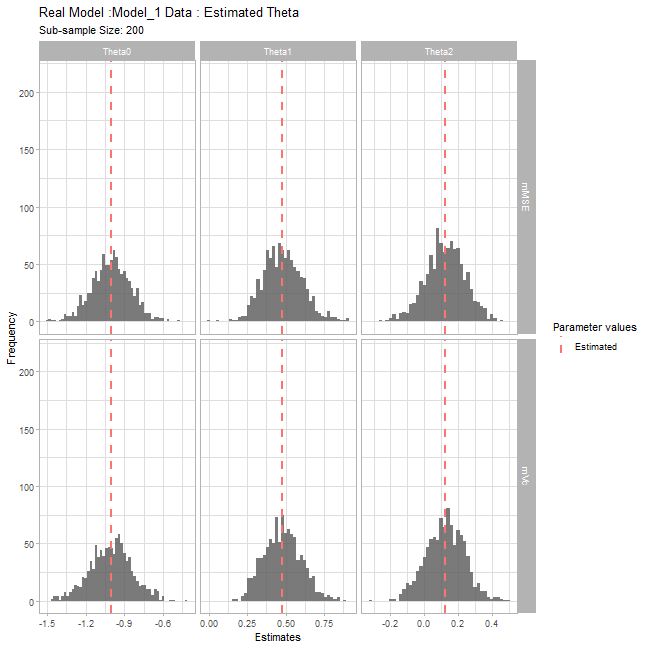 Real Model :Model_1 Data : Estimated Theta
Sub-sample Size: 200
Theta0 Theta1 Theta2
200
150
100
50
0
mMSE
Frequency
200
150
100
50
0
mVc
-1.5 -1.2 -0.9 -0.6 0.00 0.25 0.50 0.75 -0.2 0.0 0.2 0.4
Estimates
Parameter values
Estimated